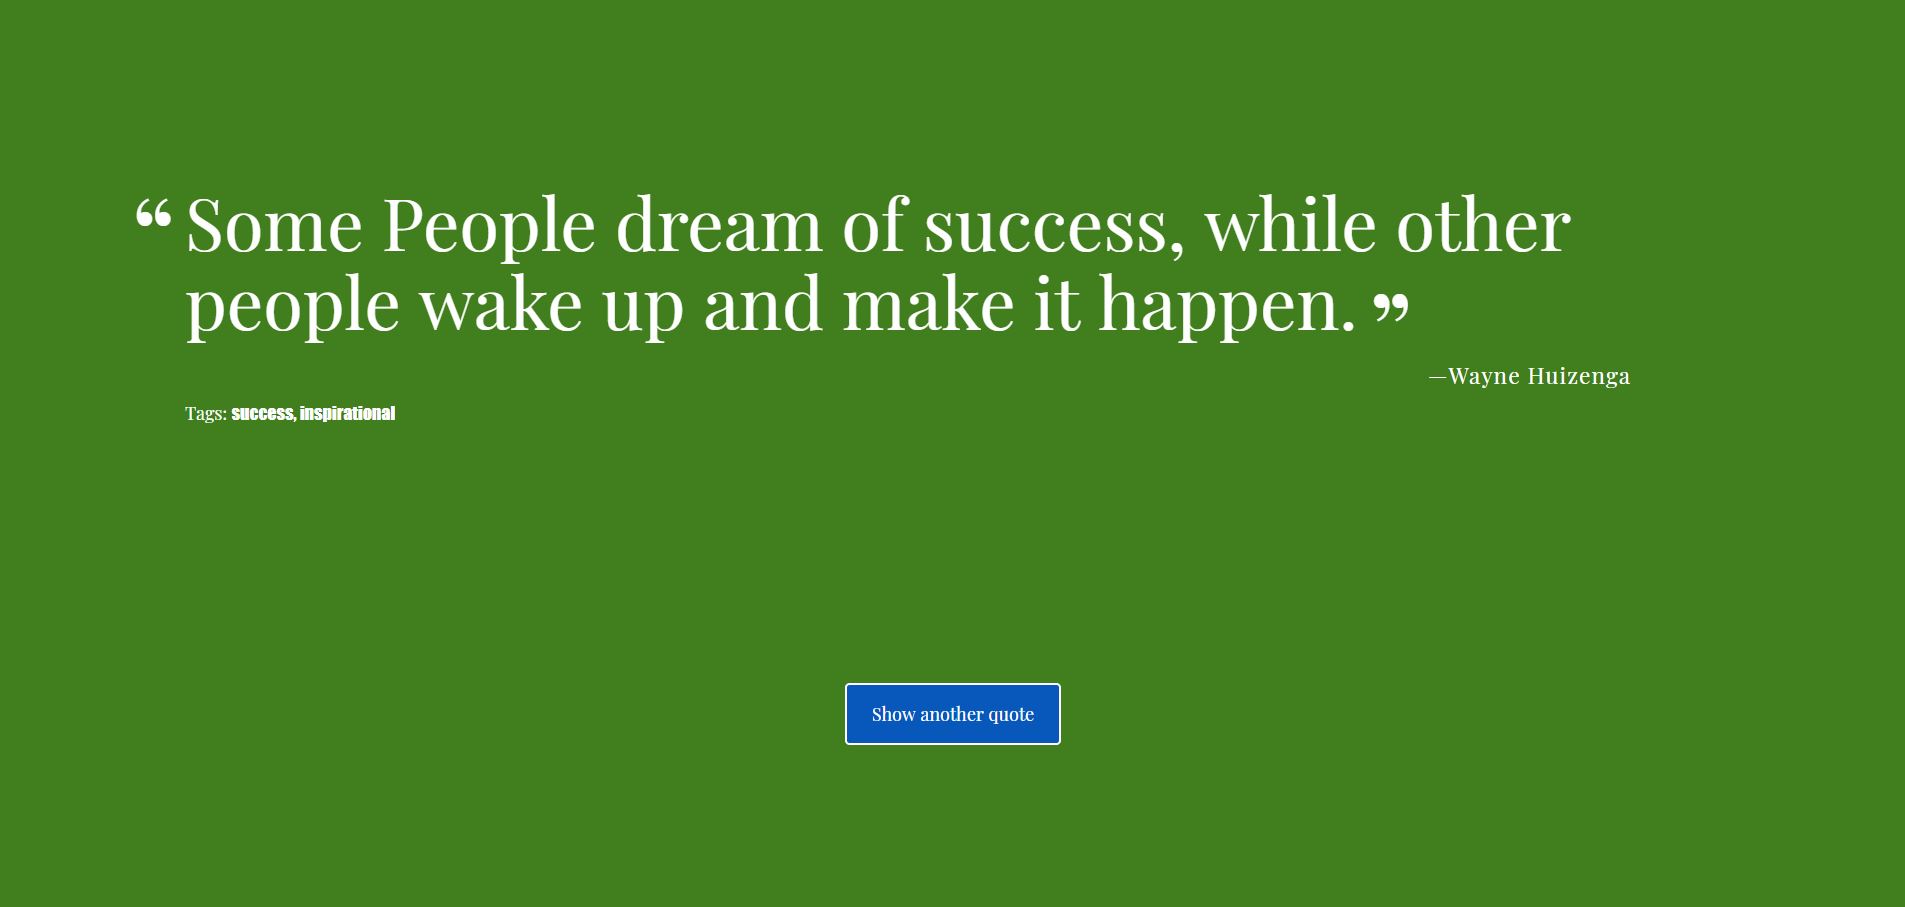 “ Some People dream of success, while other
people wake up and make it happen. ”
—Wayne Huizenga
Tags: success, inspirational
Show another quote